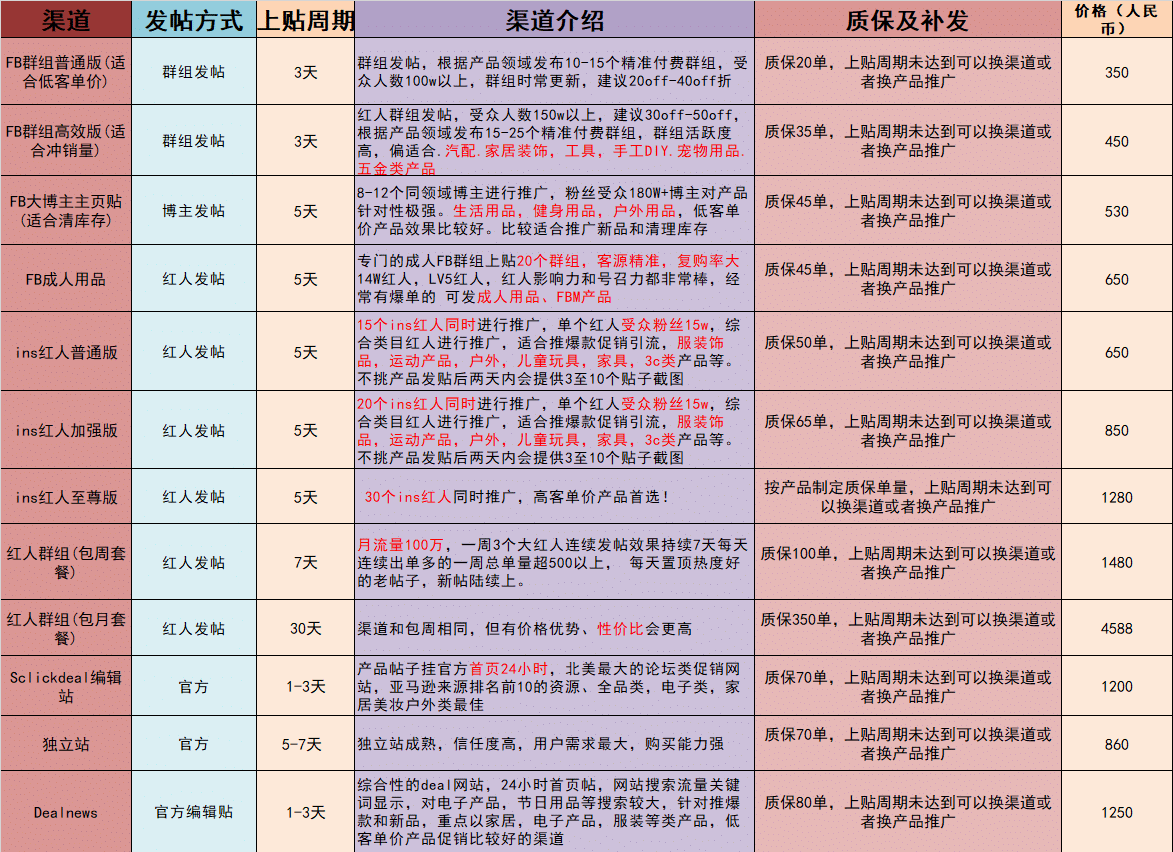 渠道 发帖方式 上贴周期 渠道介绍 质保及补发 价格（人民
币）
FB群组普通版(适
合低客单价)
群组发帖
3天
群组发帖，根据产品领域发布10-15个精准付费群组，受
众人数100w以上，群组时常更新，建议20off-40off折
质保20单，上贴周期未达到可以换渠道或
者换产品推广
350
FB群组高效版(适
合冲销量)
群组发帖
3天
红人群组发帖，受众人数150w以上，建议30off-50off，
根据产品领域发布15-25个精准付费群组，群组活跃度
高，偏适合.汽配.家居装饰，工具，手工DIY.宠物用品.
五金类产品
质保35单，上贴周期未达到可以换渠道或
者换产品推广
450
FB大博主主页贴
(适合清库存)
博主发帖
5天
8-12个同领域博主进行推广，粉丝受众180W+博主对产品
针对性极强。生活用品，健身用品，户外用品，低客单
价产品效果比较好。比较适合推广新品和清理库存
质保45单，上贴周期未达到可以换渠道或
者换产品推广
530
FB成人用品
红人发帖
5天
专门的成人FB群组上贴20个群组，客源精准，复购率大
14W红人，LV5红人，红人影响力和号召力都非常棒，经
常有爆单的 可发成人用品、FBM产品
质保45单，上贴周期未达到可以换渠道或
者换产品推广
650
ins红人普通版
红人发帖
5天
15个ins红人同时进行推广，单个红人受众粉丝15w，综
合类目红人进行推广，适合推爆款促销引流，服装饰
品，运动产品，户外，儿童玩具，家具，3c类产品等。
不挑产品发贴后两天内会提供3至10个贴子截图
质保50单，上贴周期未达到可以换渠道或
者换产品推广
650
ins红人加强版
红人发帖
5天
20个ins红人同时进行推广，单个红人受众粉丝15w，综
合类目红人进行推广，适合推爆款促销引流，服装饰
品，运动产品，户外，儿童玩具，家具，3c类产品等。
不挑产品发贴后两天内会提供3至10个贴子截图
质保65单，上贴周期未达到可以换渠道或
者换产品推广
850
ins红人至尊版
红人发帖
5天
30个ins红人同时推广，高客单价产品首选！
按产品制定质保单量，上贴周期未达到可
以换渠道或者换产品推广
1280
红人群组(包周套
餐)
红人发帖
7天
月流量100万，一周3个大红人连续发帖效果持续7天每天
连续出单多的一周总单量超500以上， 每天置顶热度好
的老帖子，新帖陆续上。
质保100单，上贴周期未达到可以换渠道或
者换产品推广
1480
红人群组(包月套
餐)
红人发帖
30天
渠道和包周相同，但有价格优势、性价比会更高
质保350单，上贴周期未达到可以换渠道或
者换产品推广
4588
Sclickdeal编辑
站
官方
1-3天
产品帖子挂官方首页24小时，北美最大的论坛类促销网
站，亚马逊来源排名前10的资源、全品类，电子类，家
居美妆户外类最佳
质保70单，上贴周期未达到可以换渠道或
者换产品推广
1200
独立站
官方
5-7天
独立站成熟，信任度高，用户需求最大，购买能力强
质保70单，上贴周期未达到可以换渠道或
者换产品推广
860
Dealnews
官方编辑贴
1-3天
综合性的deal网站，24小时首页帖，网站搜索流量关键
词显示，对电子产品，节日用品等搜索较大，针对推爆
款和新品，重点以家居，电子产品，服装等类产品，低
客单价产品促销比较好的渠道
质保80单，上贴周期未达到可以换渠道或
者换产品推广
1250